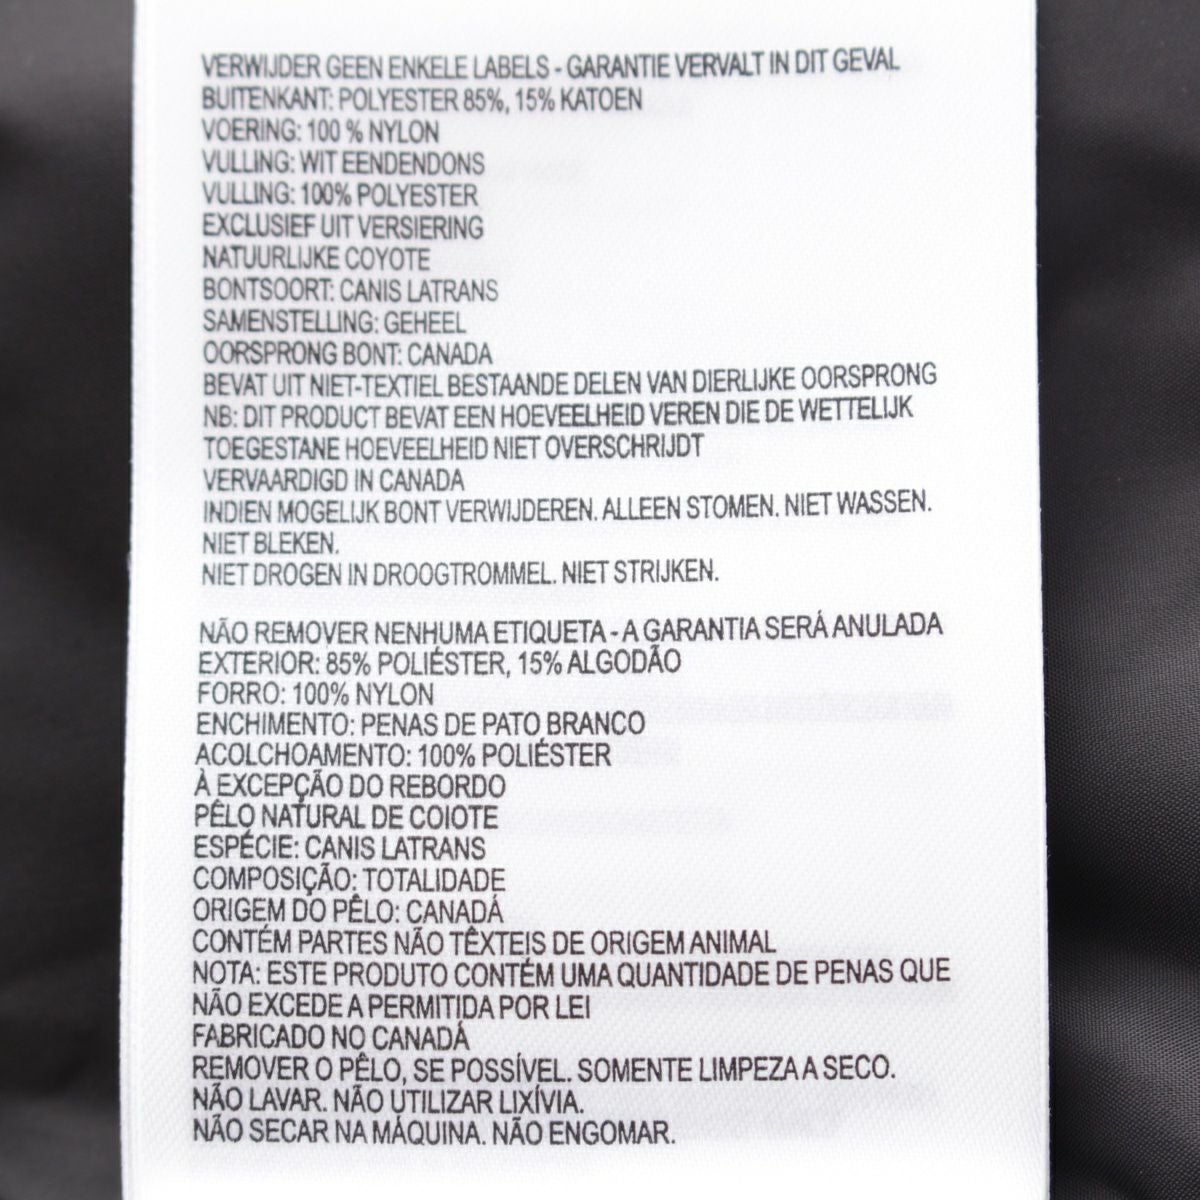 VERWIJDER GEEN ENKELE LABELS - GARANTIE VERVALT IN DIT GEVAL
BUITENKANT: POLYESTER 85%, 15% KATOEN
VOERING: 100 % NYLON
VULLING: WIT EENDENDONS
VULLING: 100% POLYESTER
EXCLUSIEF UIT VERSIERING
NATUURLIJKE COYOTE
BONTSOORT: CANIS LATRANS
SAMENSTELLING: GEHEEL
OORSPRONG BONT: CANADA
BEVAT UIT NIET-TEXTIEL BESTAANDE DELEN VAN DIERLIJKE OORSPRONG
NB: DIT PRODUCT BEVAT EEN HOEVEELHEID VEREN DIE DE WETTELIJK
TOEGESTANE HOEVEELHEID NIET OVERSCHRIJDT
VERVAARDIGD IN CANADA
INDIEN MOGELIJK BONT VERWIJDEREN. ALLEEN STOMEN. NIET WASSEN.
NIET BLEKEN.
NIET DROGEN IN DROOGTROMMEL. NIET STRIJKEN.
NÃO REMOVER NENHUMA ETIQUETA - A GARANTIA SERÁ ANULADA
EXTERIOR: 85% POLIÉSTER, 15% ALGODÃO
FORRO: 100% NYLON
ENCHIMENTO: PENAS DE PATO BRANCO
ACOLCHOAMENTO: 100% POLIÉSTER
À EXCEPÇÃO DO REBORDO
PÊLO NATURAL DE COIOTE
ESPÉCIE: CANIS LATRANS
COMPOSIÇÃO: TOTALIDADE
ORIGEM DO PÊLO: CANADÁ
CONTÉM PARTES NÃO TÊXTEIS DE ORIGEM ANIMAL
NOTA: ESTE PRODUTO CONTÉM UMA QUANTIDADE DE PENAS QUE
NÃO EXCEDE A PERMITIDA POR LEI
FABRICADO NO CANADÁ
REMOVER O PÊLO, SE POSSÍVEL. SOMENTE LIMPEZA A SECO.
NÃO LAVAR. NÃO UTILIZAR LIXÍVIA.
NÃO SECAR NA MÁQUINA. NÃO ENGOMAR.